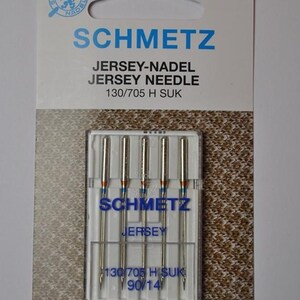 SCHMETZ
JERSEY-NADEL
JERSEY NEEDLE
130/705 H SUK
SCHMETZ
JERSEY
130/705 H SUK
90/14